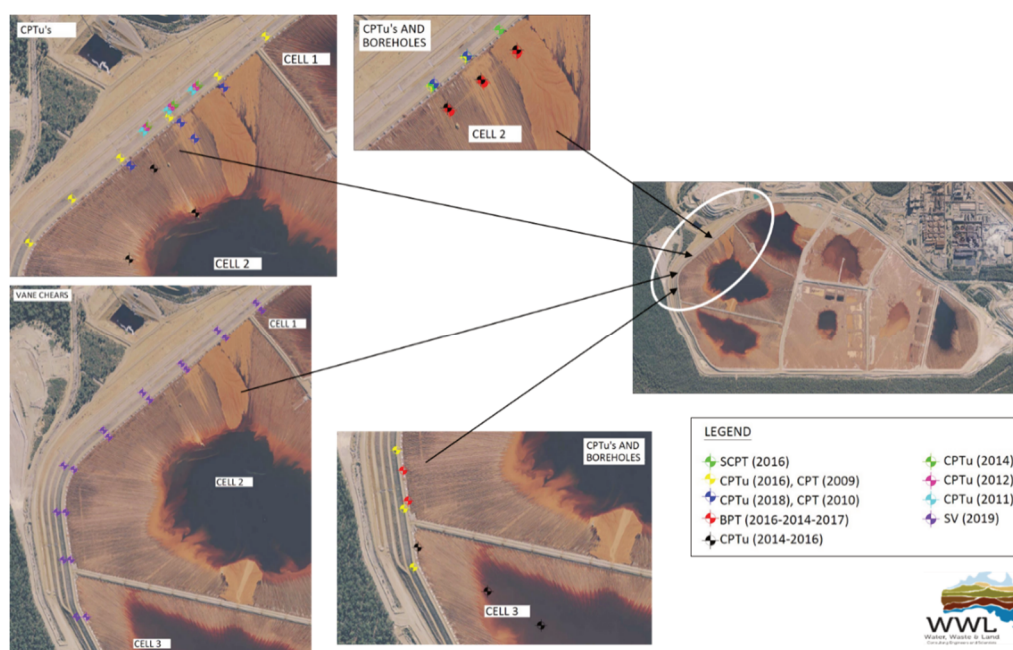 CPTu's
CELL 1
CELL 2
CPTu's AND
BOREHOLES
CELL 2
VANE CHEARS
CELL 1
CELL 2
CELL 3
CPTu's AND
BOREHOLES
CELL 3
LEGEND
SCPT (2016)
CPTu (2016), CPT (2009)
CPTu (2018), CPT (2010)
BPT (2016-2014-2017)
CPTu (2014-2016)
CPTu (2014)
CPTu (2012)
CPTu (2011)
SV (2019)
WWL
Water, Waste & Land